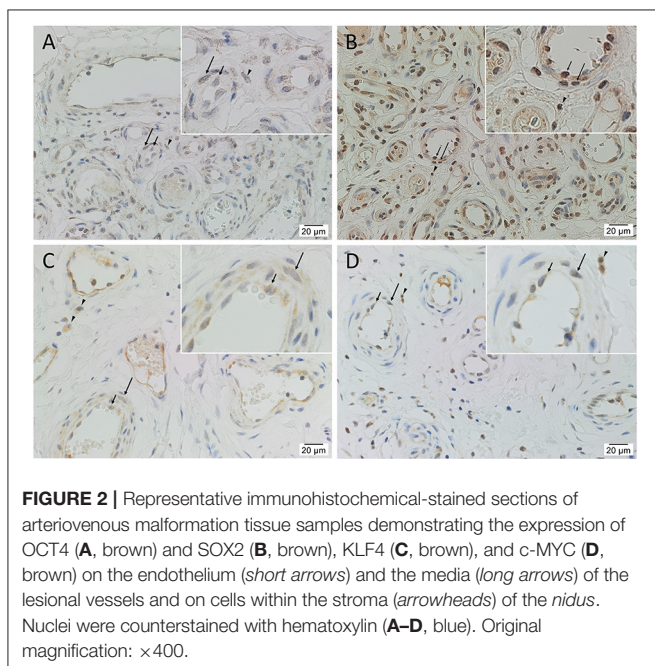 A
B
20 µm
20 µm
C
D
20 µm
20 µm
FIGURE 2 | Representative immunohistochemical-stained sections of
arteriovenous malformation tissue samples demonstrating the expression of
OCT4 (A, brown) and SOX2 (B, brown), KLF4 (C, brown), and c-MYC (D,
brown) on the endothelium (short arrows) and the media (long arrows) of the
lesional vessels and on cells within the stroma (arrowheads) of the nidus.
Nuclei were counterstained with hematoxylin (A–D, blue). Original
magnification: ×400.